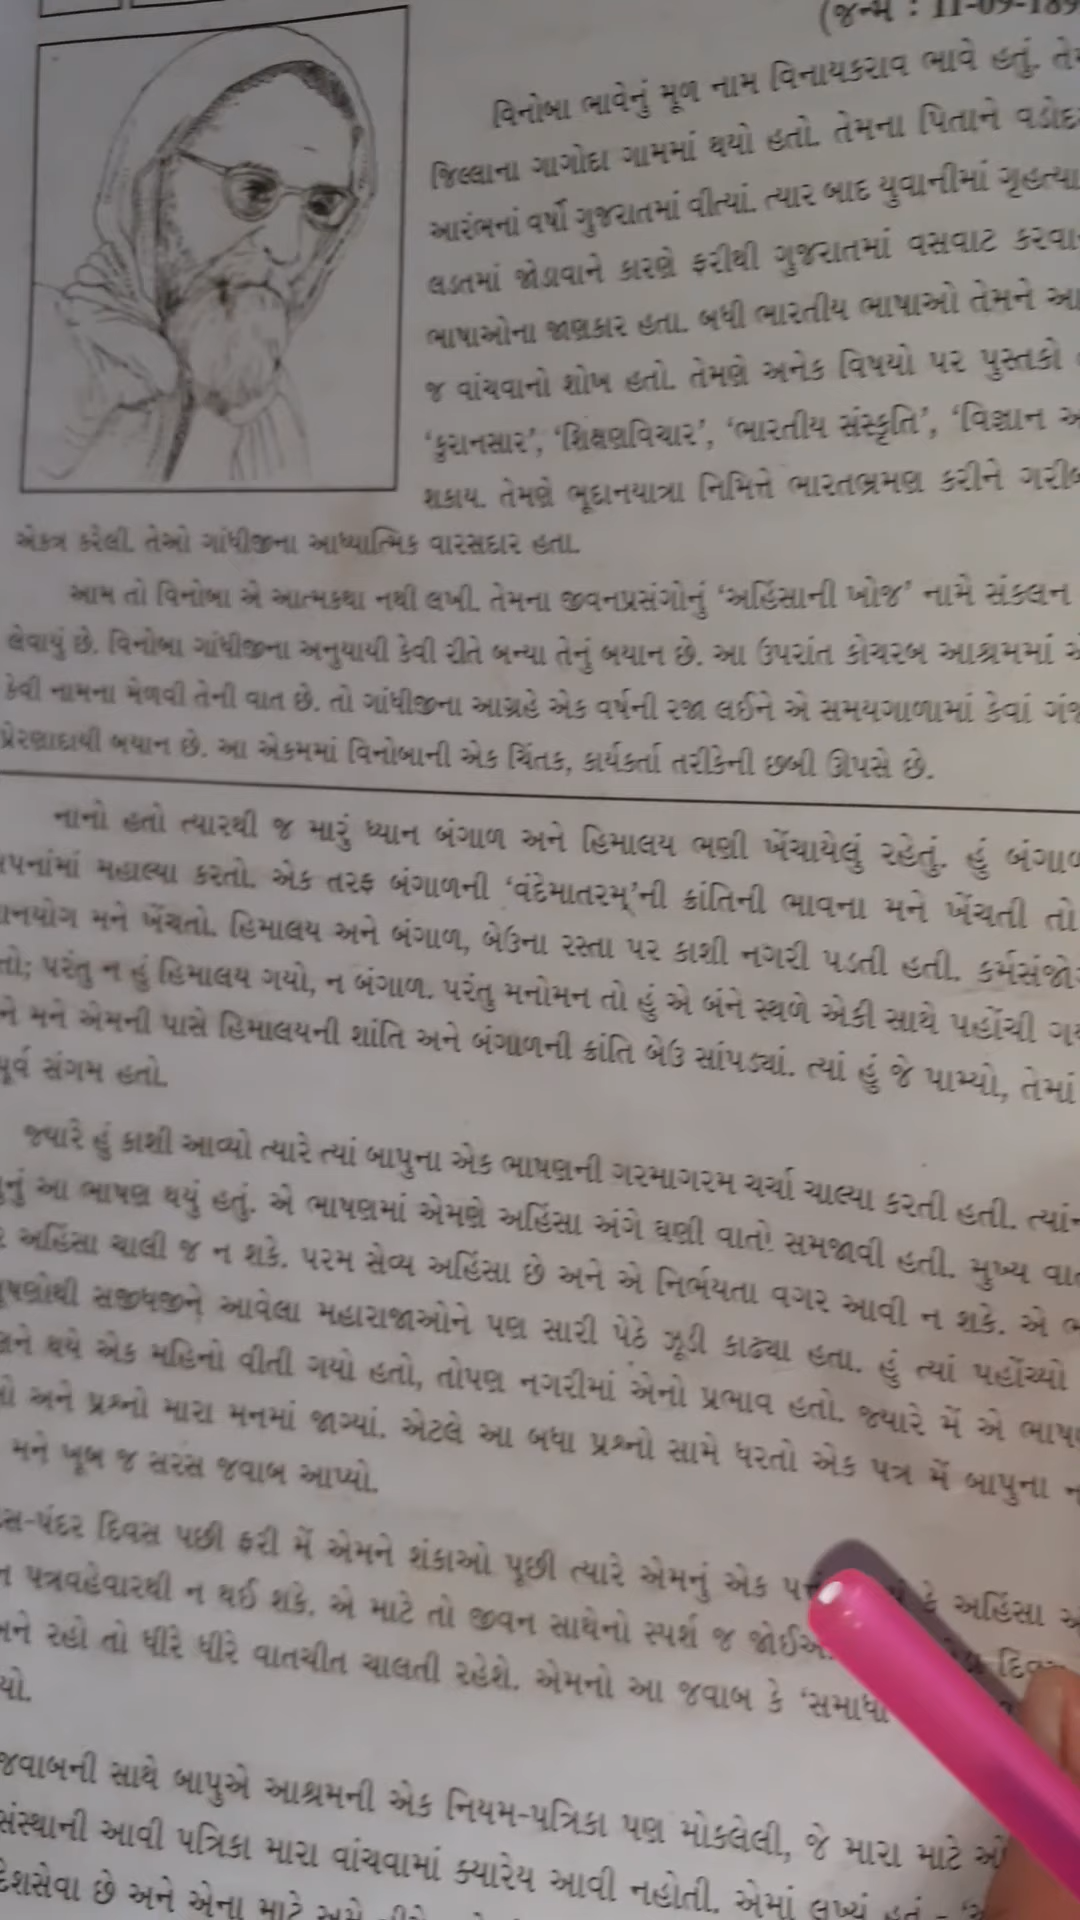 (જન્મ : 11-09-189
વિનોબા ભાવેનું મૂળ નામ વિનાયકરાવ ભાવે હતું.
જિલ્લાના ગાગોદા ગામમાં થયો હતો. તેમના પિતાને
આરંભનાં વર્ષો ગુજરાતમાં વીત્યાં. ત્યાર બાદ યુવાનીમાં
લડતમાં જોડાવાને કારણે ફરીથી ગુજરાતમાં વસવાટ
ભાષાઓના જાણકાર હતા. બધી ભારતીય ભાષાઓ તેમને
જ વાંચવાનો શોખ હતો. તેમણે અનેક વિષયો પર પુસ્તકો
‘કુરાનસાર’, ‘શિક્ષણવિચાર’, ‘ભારતીય સંસ્કૃતિ’, ‘વિજ્ઞાન
શકાય. તેમણે ભૂદાનયાત્રા નિમિત્તે ભારતભ્રમણ કરીને
એકત્ર કરેલી. તેઓ ગાંધીજીના આધ્યાત્મિક વારસદાર હતા.
આમ તો વિનોબા એ આત્મકથા નથી લખી. તેમના જીવનપ્રસંગોનું ‘અહિંસાની ખોજ’ નામે સંકલન
લેવાયું છે. વિનોબા ગાંધીજીના અનુયાયી કેવી રીતે બન્યા તેનું બયાન છે. આ ઉપરાંત કોચરબ આશ્રમમાં
કેવી નામના મેળવી તેની વાત છે. તો ગાંધીજીના આગ્રહે એક વર્ષની રજા લઈને એ સમયગાળામાં કેવાં
પ્રેરણાદાયી બયાન છે. આ એકમમાં વિનોબાની એક ચિંતક, કાર્યકર્તા તરીકેની છબી ઊપસે છે.
નાનો હતો ત્યારથી જ મારું ધ્યાન બંગાળ અને હિમાલય ભણી ખેંચાયેલું રહેતું. હું
મહાલ્યા કરતો. એક તરફ બંગાળની ‘વંદેમાતરમ્’ની ક્રાંતિની ભાવના મને ખેંચતી તો
મને ખેંચતો. હિમાલય અને બંગાળ, બેઉના રસ્તા પર કાશી નગરી પડતી હતી.
પરંતુ ન હું હિમાલય ગયો, ન બંગાળ. પરંતુ મનોમન તો હું એ બંને સ્થળે એકી સાથે પહોંચી
મને એમની પાસે હિમાલયની શાંતિ અને બંગાળની ક્રાંતિ બેઉ સાંપડ્યાં. ત્યાં હું જે પામ્યો, તેમાં
સંગમ હતો.
જ્યારે હું કાશી આવ્યો ત્યારે ત્યાં બાપુના એક ભાષણની ગરમાગરમ ચર્ચા ચાલ્યા કરતી હતી.
આ ભાષણ થયું હતું. એ ભાષણમાં એમણે અહિંસા અંગે ઘણી વાતો સમજાવી હતી. મુખ્ય
અહિંસા ચાલી જ ન શકે. પરમ સેવ્ય અહિંસા છે અને એ નિર્ભયતા વગર આવી ન શકે. એ
સજીધજીને આવેલા મહારાજાઓને પણ સારી પેઠે ઝૂડી કાઢ્યા હતા. હું ત્યાં પહોંચ્યો
થયે એક મહિનો વીતી ગયો હતો, તોપણ નગરીમાં એનો પ્રભાવ હતો. જ્યારે મેં એ
અને પ્રશ્નો મારા મનમાં જાગ્યાં. એટલે આ બધા પ્રશ્નો સામે ધરતો એક પત્ર મેં બાપુના
મને ખૂબ જ સરસ જવાબ આપ્યો.
દિવસ પછી ફરી મેં એમને શંકાઓ પૂછી ત્યારે એમનું એક કે અહિંસા
પત્રવહેવારથી ન થઈ શકે. એ માટે તો જીવન સાથેનો સ્પર્શ જ
રહો તો ધીરે ધીરે વાતચીત ચાલતી રહેશે. એમનો આ જવાબ કે
જવાબની સાથે બાપુએ આશ્રમની એક નિયમ-પત્રિકા પણ મોકલેલી, જે મારા માટે
સંસ્થાની આવી પત્રિકા મારા વાંચવામાં ક્યારેય આવી નહોતી. એમાં લખ્યું હતું –
દેશસેવા છે અને એના માટે